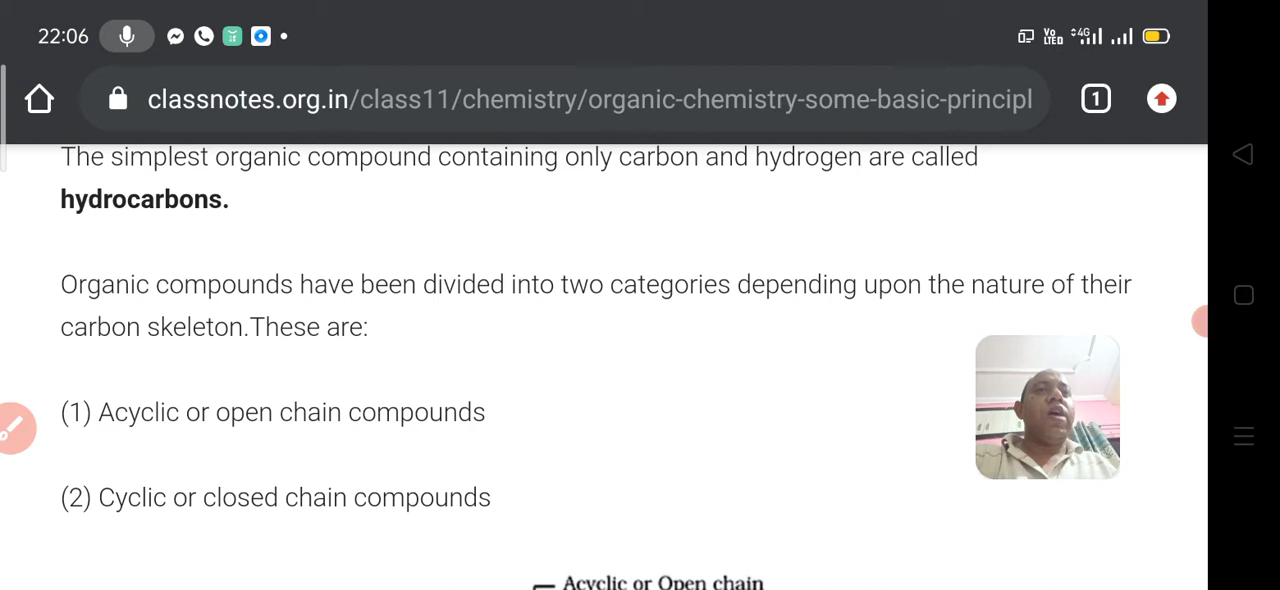 22:06
Vo LTED 4G
classnotes.org.in/class11/chemistry/organic-chemistry-some-basic-principl
1
The simplest organic compound containing only carbon and hydrogen are called
hydrocarbons.
Organic compounds have been divided into two categories depending upon the nature of their
carbon skeleton.These are:
(1) Acyclic or open chain compounds
(2) Cyclic or closed chain compounds
Acyclic or Open chain